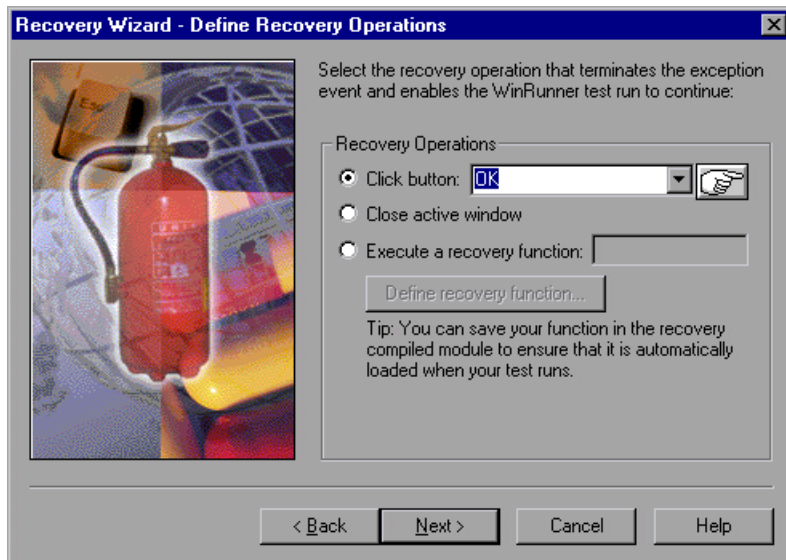 Recovery Wizard - Define Recovery Operations
Select the recovery operation that terminates the exception
event and enables the WinRunner test run to continue:
Recovery Operations
Click button: OK
Close active window
Execute a recovery function:
Define recovery function...
Tip: You can save your function in the recovery
compiled module to ensure that it is automatically
loaded when your test runs.
< Back Next > Cancel Help
Esc